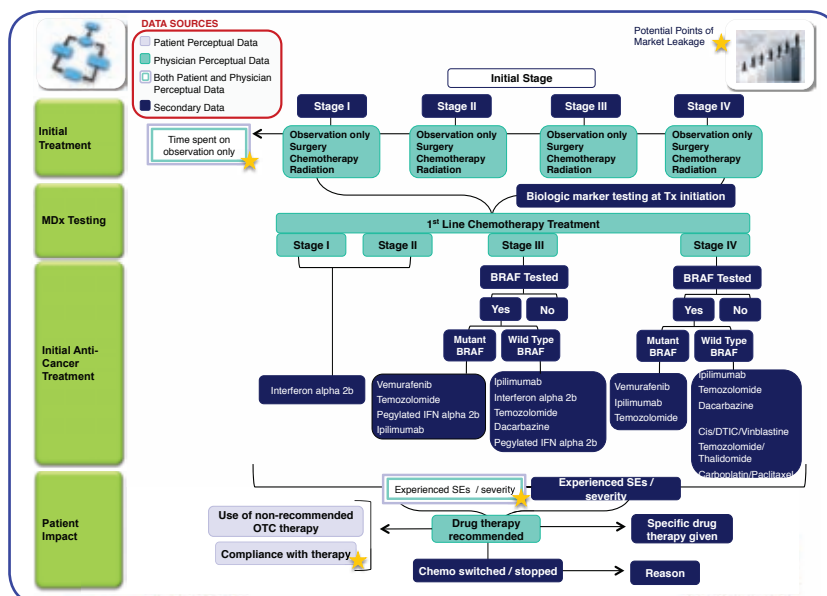 DATA SOURCES
Patient Perceptual Data
Physician Perceptual Data
Both Patient and Physician
Perceptual Data
Secondary Data
Potential Points of
Market Leakage
Initial Stage
Stage I
Stage II
Stage III
Stage IV
Initial
Treatment
Time spent on
observation only
Observation only
Surgery
Chemotherapy
Radiation
Observation only
Surgery
Chemotherapy
Radiation
Observation only
Surgery
Chemotherapy
Radiation
Observation only
Surgery
Chemotherapy
Radiation
Biologic marker testing at Tx initiation
MDx Testing
1st Line Chemotherapy Treatment
Stage I
Stage II
Stage III
Stage IV
BRAF Tested
BRAF Tested
Yes
No
Yes
No
Mutant
BRAF
Wild Type
BRAF
Mutant
BRAF
Wild Type
BRAF
Initial Anti-
Cancer
Treatment
Interferon alpha 2b
Vemurafenib
Temozolomide
Pegylated IFN alpha 2b
Ipilimumab
Ipilimumab
Interferon alpha 2b
Temozolomide
Dacarbazine
Pegylated IFN alpha 2b
Vemurafenib
Ipilimumab
Temozolomide
Ipilimumab
Temozolomide
Dacarbazine
Cis/DTIC/Vinblastine
Temozolomide/
Thalidomide
Carboplatin/Paclitaxel
Experienced SEs / severity
Experienced SEs /
severity
Patient
Impact
Use of non-recommended
OTC therapy
Compliance with therapy
Drug therapy
recommended
Specific drug
therapy given
Chemo switched / stopped
Reason